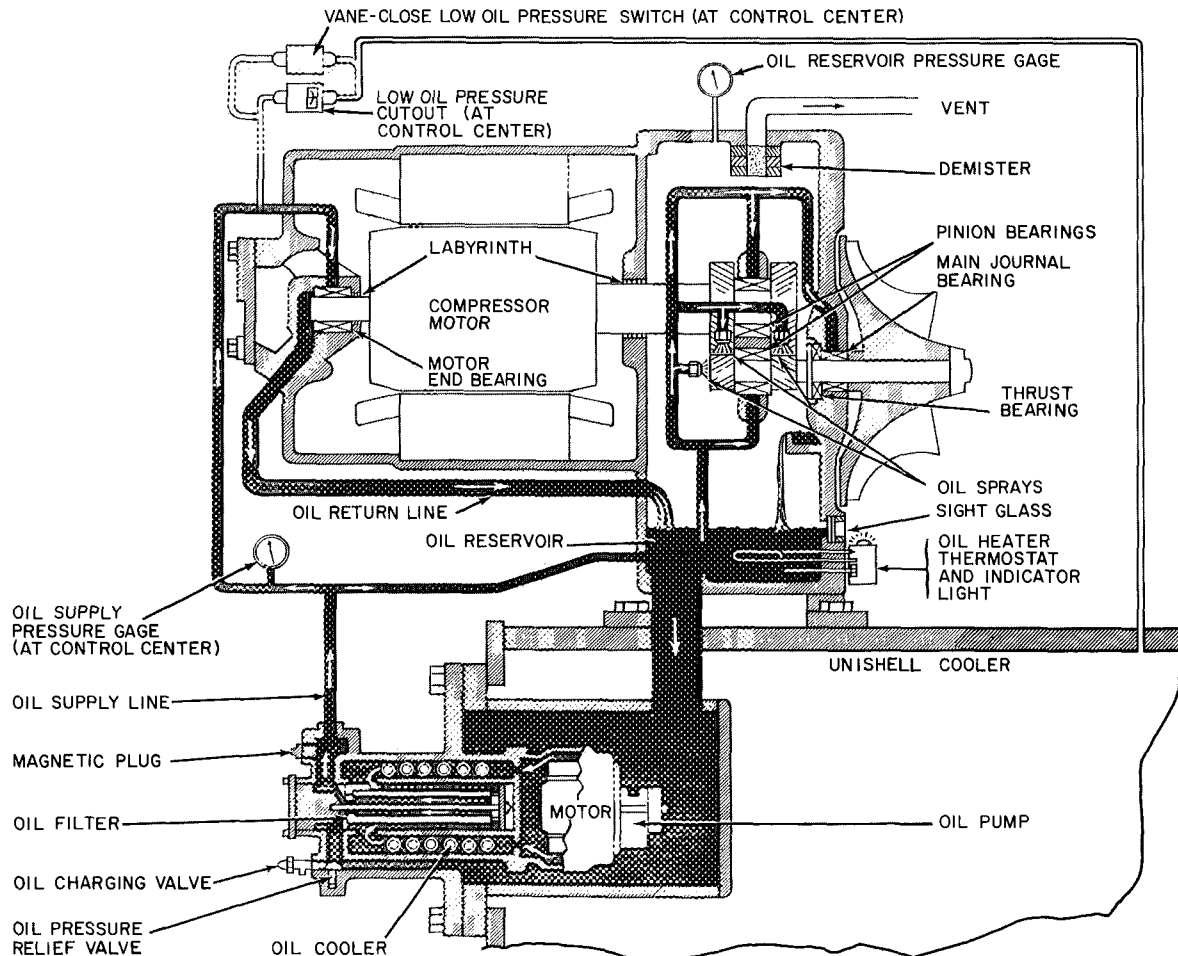 VANE-CLOSE LOW OIL PRESSURE SWITCH (AT CONTROL CENTER)
OIL RESERVOIR PRESSURE GAGE
LOW OIL PRESSURE
CUTOUT (AT
CONTROL CENTER)
VENT
DEMISTER
LABYRINTH
PINION BEARINGS
MAIN JOURNAL
BEARING
COMPRESSOR
MOTOR
MOTOR
END BEARING
THRUST
BEARING
OIL RETURN LINE
OIL SPRAYS
SIGHT GLASS
OIL RESERVOIR
OIL HEATER
THERMOSTAT
AND INDICATOR
LIGHT
OIL SUPPLY
PRESSURE GAGE
(AT CONTROL CENTER)
UNISHELL COOLER
OIL SUPPLY LINE
MAGNETIC PLUG
MOTOR
OIL FILTER
OIL PUMP
OIL CHARGING VALVE
OIL PRESSURE
RELIEF VALVE
OIL COOLER